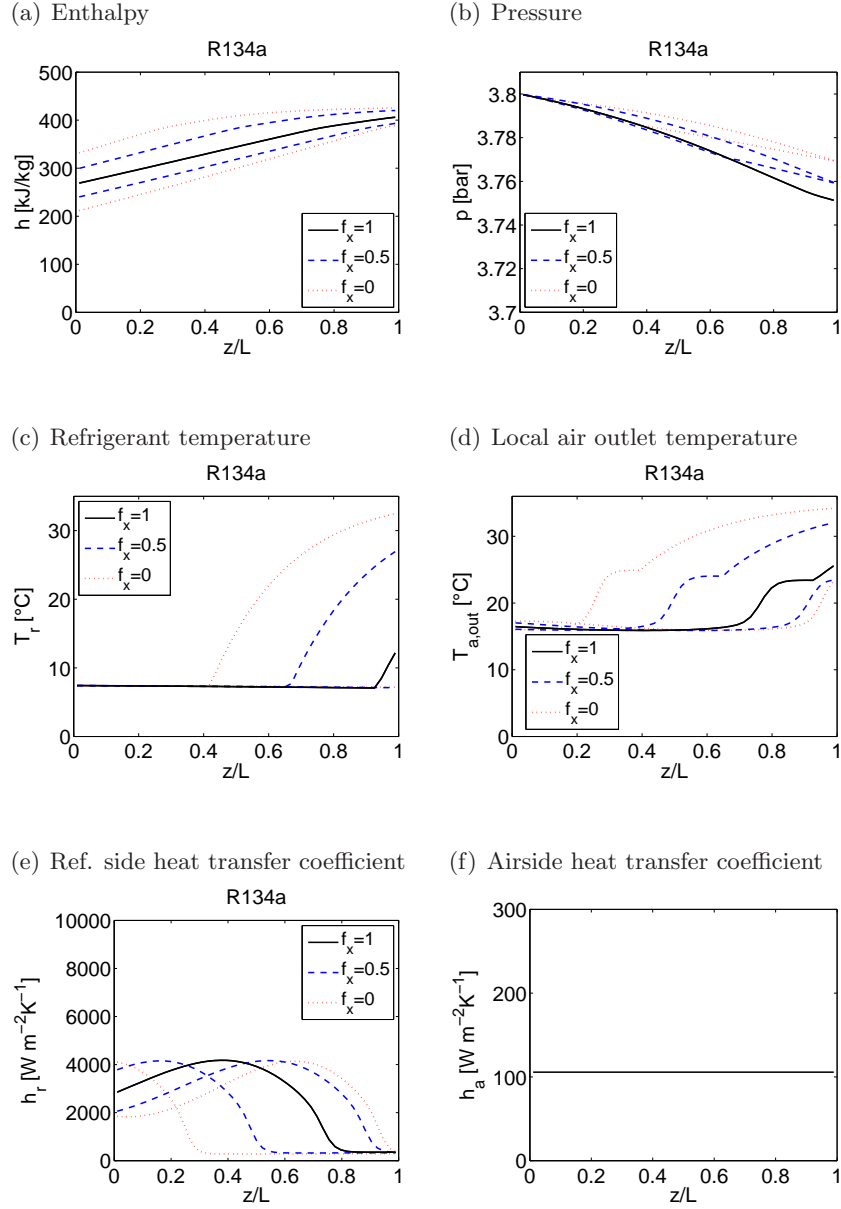 (a) Enthalpy
(b) Pressure
R134a
500
400
300
200
100
0
h [kJ/kg]
0
0.2
0.4
0.6
0.8
1
z/L
f_x=1
f_x=0.5
f_x=0
3.8
3.78
3.76
3.74
3.72
3.7
p [bar]
0
0.2
0.4
0.6
0.8
1
z/L
f_x=1
f_x=0.5
f_x=0
R134a
(c) Refrigerant temperature
(d) Local air outlet temperature
R134a
30
20
10
0
T_r [°C]
0
0.2
0.4
0.6
0.8
1
z/L
f_x=1
f_x=0.5
f_x=0
R134a
30
20
10
0
T_a,out [°C]
0
0.2
0.4
0.6
0.8
1
z/L
f_x=1
f_x=0.5
f_x=0
(e) Ref. side heat transfer coefficient
(f) Airside heat transfer coefficient
R134a
10000
8000
6000
4000
2000
0
h_r [W m⁻²K⁻¹]
0
0.2
0.4
0.6
0.8
1
z/L
f_x=1
f_x=0.5
f_x=0
300
200
100
0
h_a [W m⁻²K⁻¹]
0
0.2
0.4
0.6
0.8
1
z/L